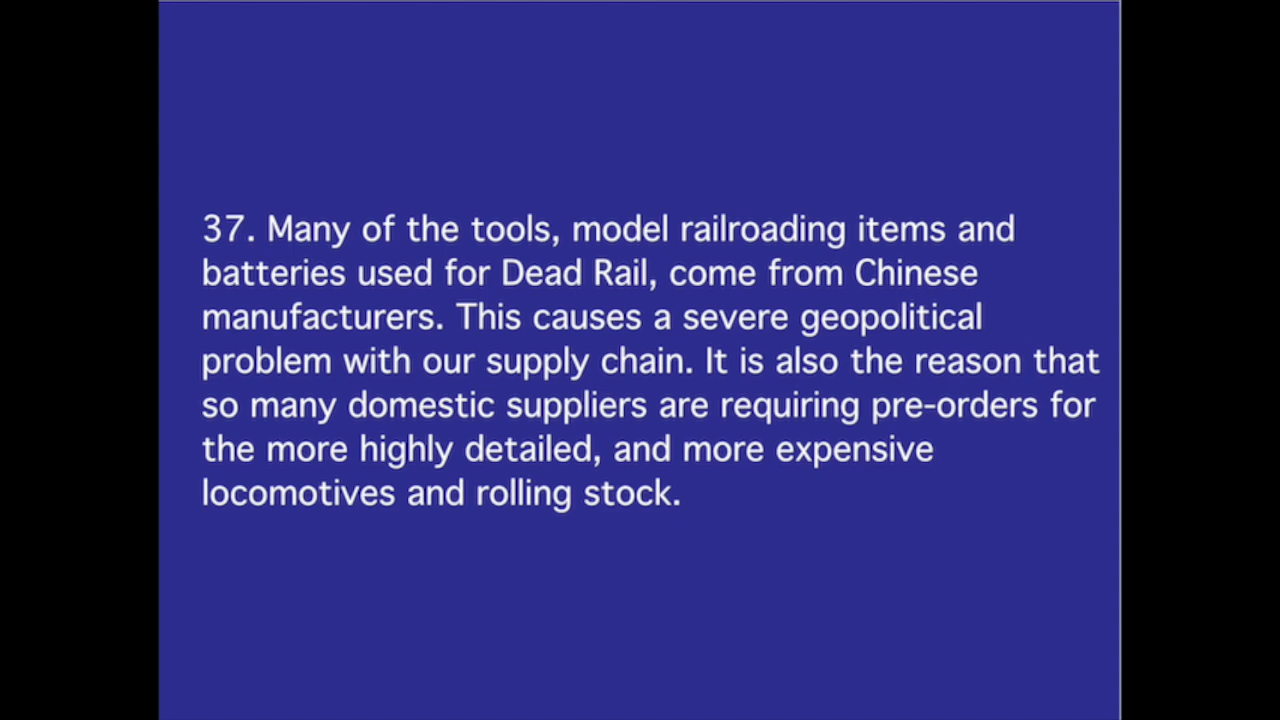 37. Many of the tools, model railroading items and
batteries used for Dead Rail, come from Chinese
manufacturers. This causes a severe geopolitical
problem with our supply chain. It is also the reason that
so many domestic suppliers are requiring pre-orders for
the more highly detailed, and more expensive
locomotives and rolling stock.